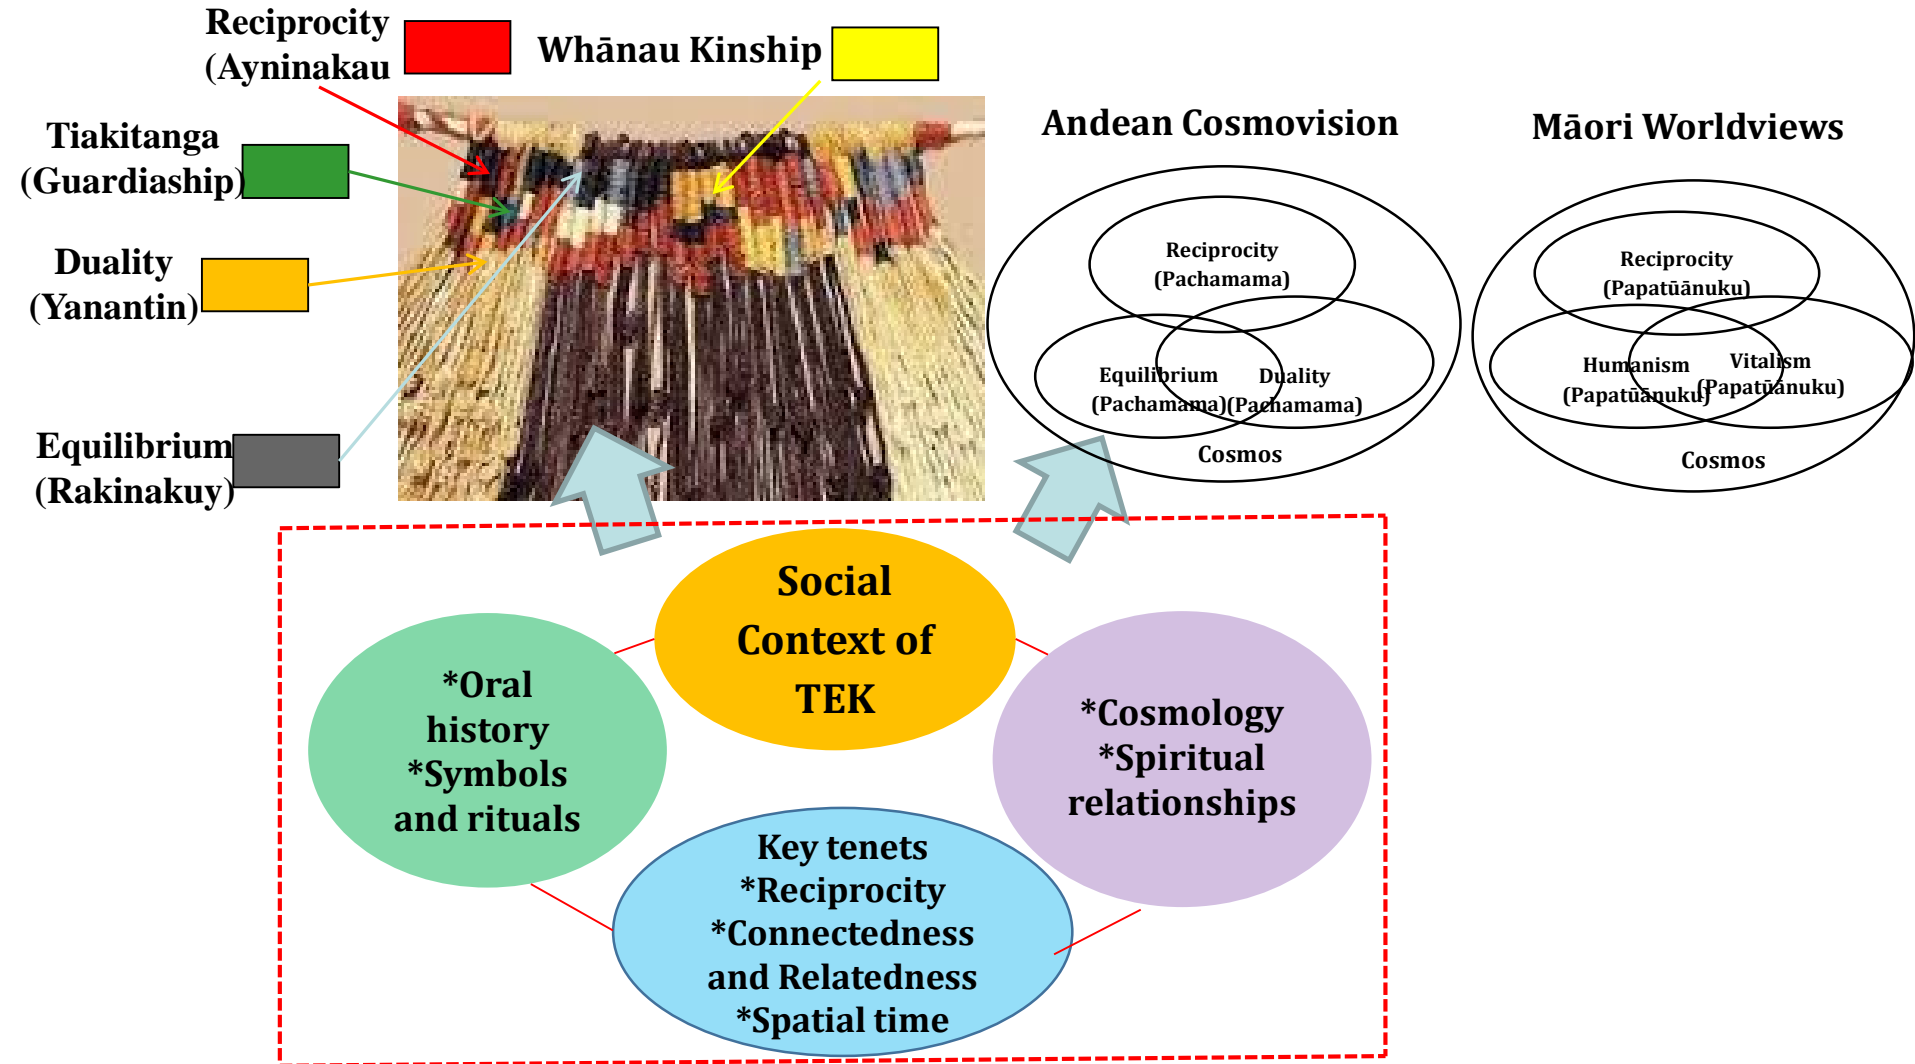 Reciprocity
(Ayninakau
Whānau Kinship
Tiakitanga
(Guardiaship)
Duality
(Yanantin)
Equilibrium
(Rakinakuy)
Andean Cosmovision
Reciprocity
(Pachamama)
Equilibrium
(Pachamama)
Duality
(Pachamama)
Cosmos
Māori Worldviews
Reciprocity
(Papatūānuku)
Humanism
(Papatūānuku)
Vitalism
(Papatūānuku)
Cosmos
Social
Context of
TEK
*Oral
history
*Symbols
and rituals
*Cosmology
*Spiritual
relationships
Key tenets
*Reciprocity
*Connectedness
and Relatedness
*Spatial time